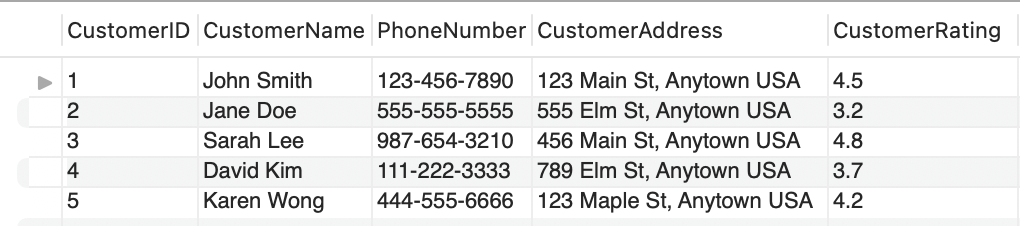 CustomerID CustomerName PhoneNumber CustomerAddress CustomerRating
1 John Smith 123-456-7890 123 Main St, Anytown USA 4.5
2 Jane Doe 555-555-5555 555 Elm St, Anytown USA 3.2
3 Sarah Lee 987-654-3210 456 Main St, Anytown USA 4.8
4 David Kim 111-222-3333 789 Elm St, Anytown USA 3.7
5 Karen Wong 444-555-6666 123 Maple St, Anytown USA 4.2